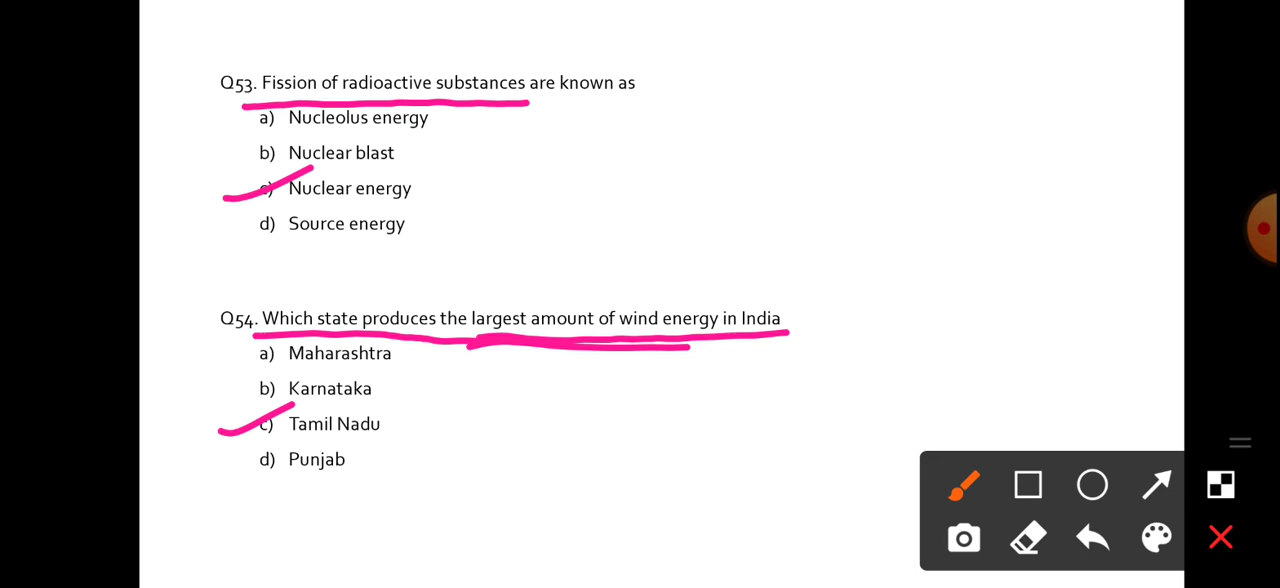 Q53. Fission of radioactive substances are known as
a) Nucleolus energy
b) Nuclear blast
c) Nuclear energy
d) Source energy
Q54. Which state produces the largest amount of wind energy in India
a) Maharashtra
b) Karnataka
c) Tamil Nadu
d) Punjab